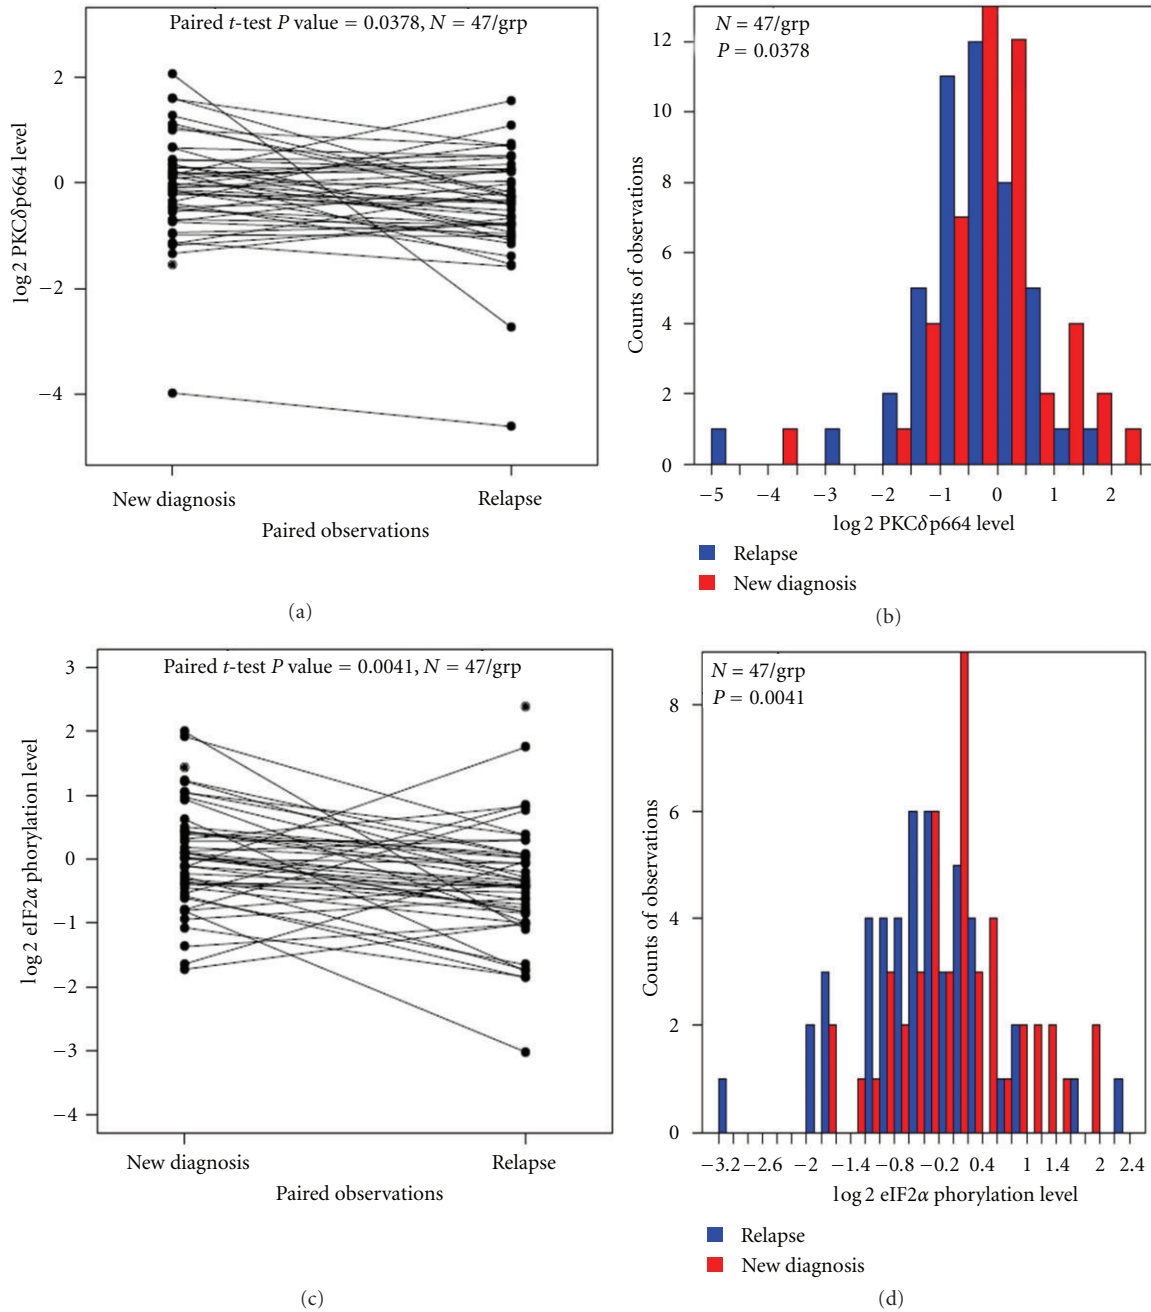 Paired t-test P value = 0.0378, N = 47/grp
2
0
−2
−4
log 2 PKCδp664 level
New diagnosis
Relapse
Paired observations
(a)
N = 47/grp
P = 0.0378
12
10
8
6
4
2
0
Counts of observations
−5 −4 −3 −2 −1 0 1 2
log 2 PKCδp664 level
Relapse
New diagnosis
(b)
Paired t-test P value = 0.0041, N = 47/grp
3
2
1
0
−1
−2
−3
−4
log 2 eIF2α phorylation level
New diagnosis
Relapse
Paired observations
(c)
N = 47/grp
P = 0.0041
8
6
4
2
0
Counts of observations
−3.2 −2.6 −2 −1.4 −0.8 −0.2 0.4 1 1.4 2 2.4
log 2 eIF2α phorylation level
Relapse
New diagnosis
(d)